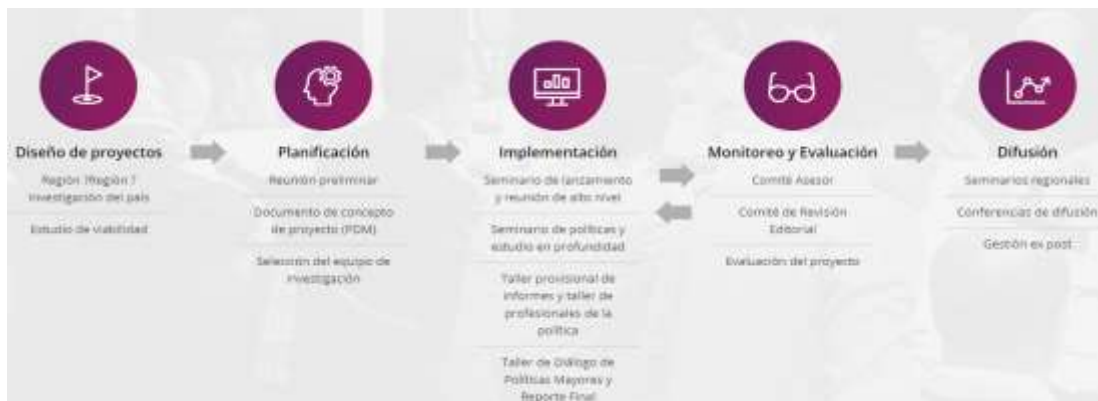 Diseño de proyectos
Región ?Región ?
Investigación del país
Estudio de viabilidad
Planificación
Reunión preliminar
Documento de concepto
de proyecto (PDM)
Selección del equipo de
investigación
Implementación
Seminario de lanzamiento
y reunión de alto nivel
Seminario de políticas y
estudio en profundidad
Taller provisional de
informes y taller de
profesionales de la
política
Taller de Diálogo de
Políticas Mayores y
Reporte Final
Monitoreo y Evaluación
Comité Asesor
Comité de Revisión
Editorial
Evaluación del proyecto
Difusión
Seminarios regionales
Conferencias de difusión
Gestión ex post